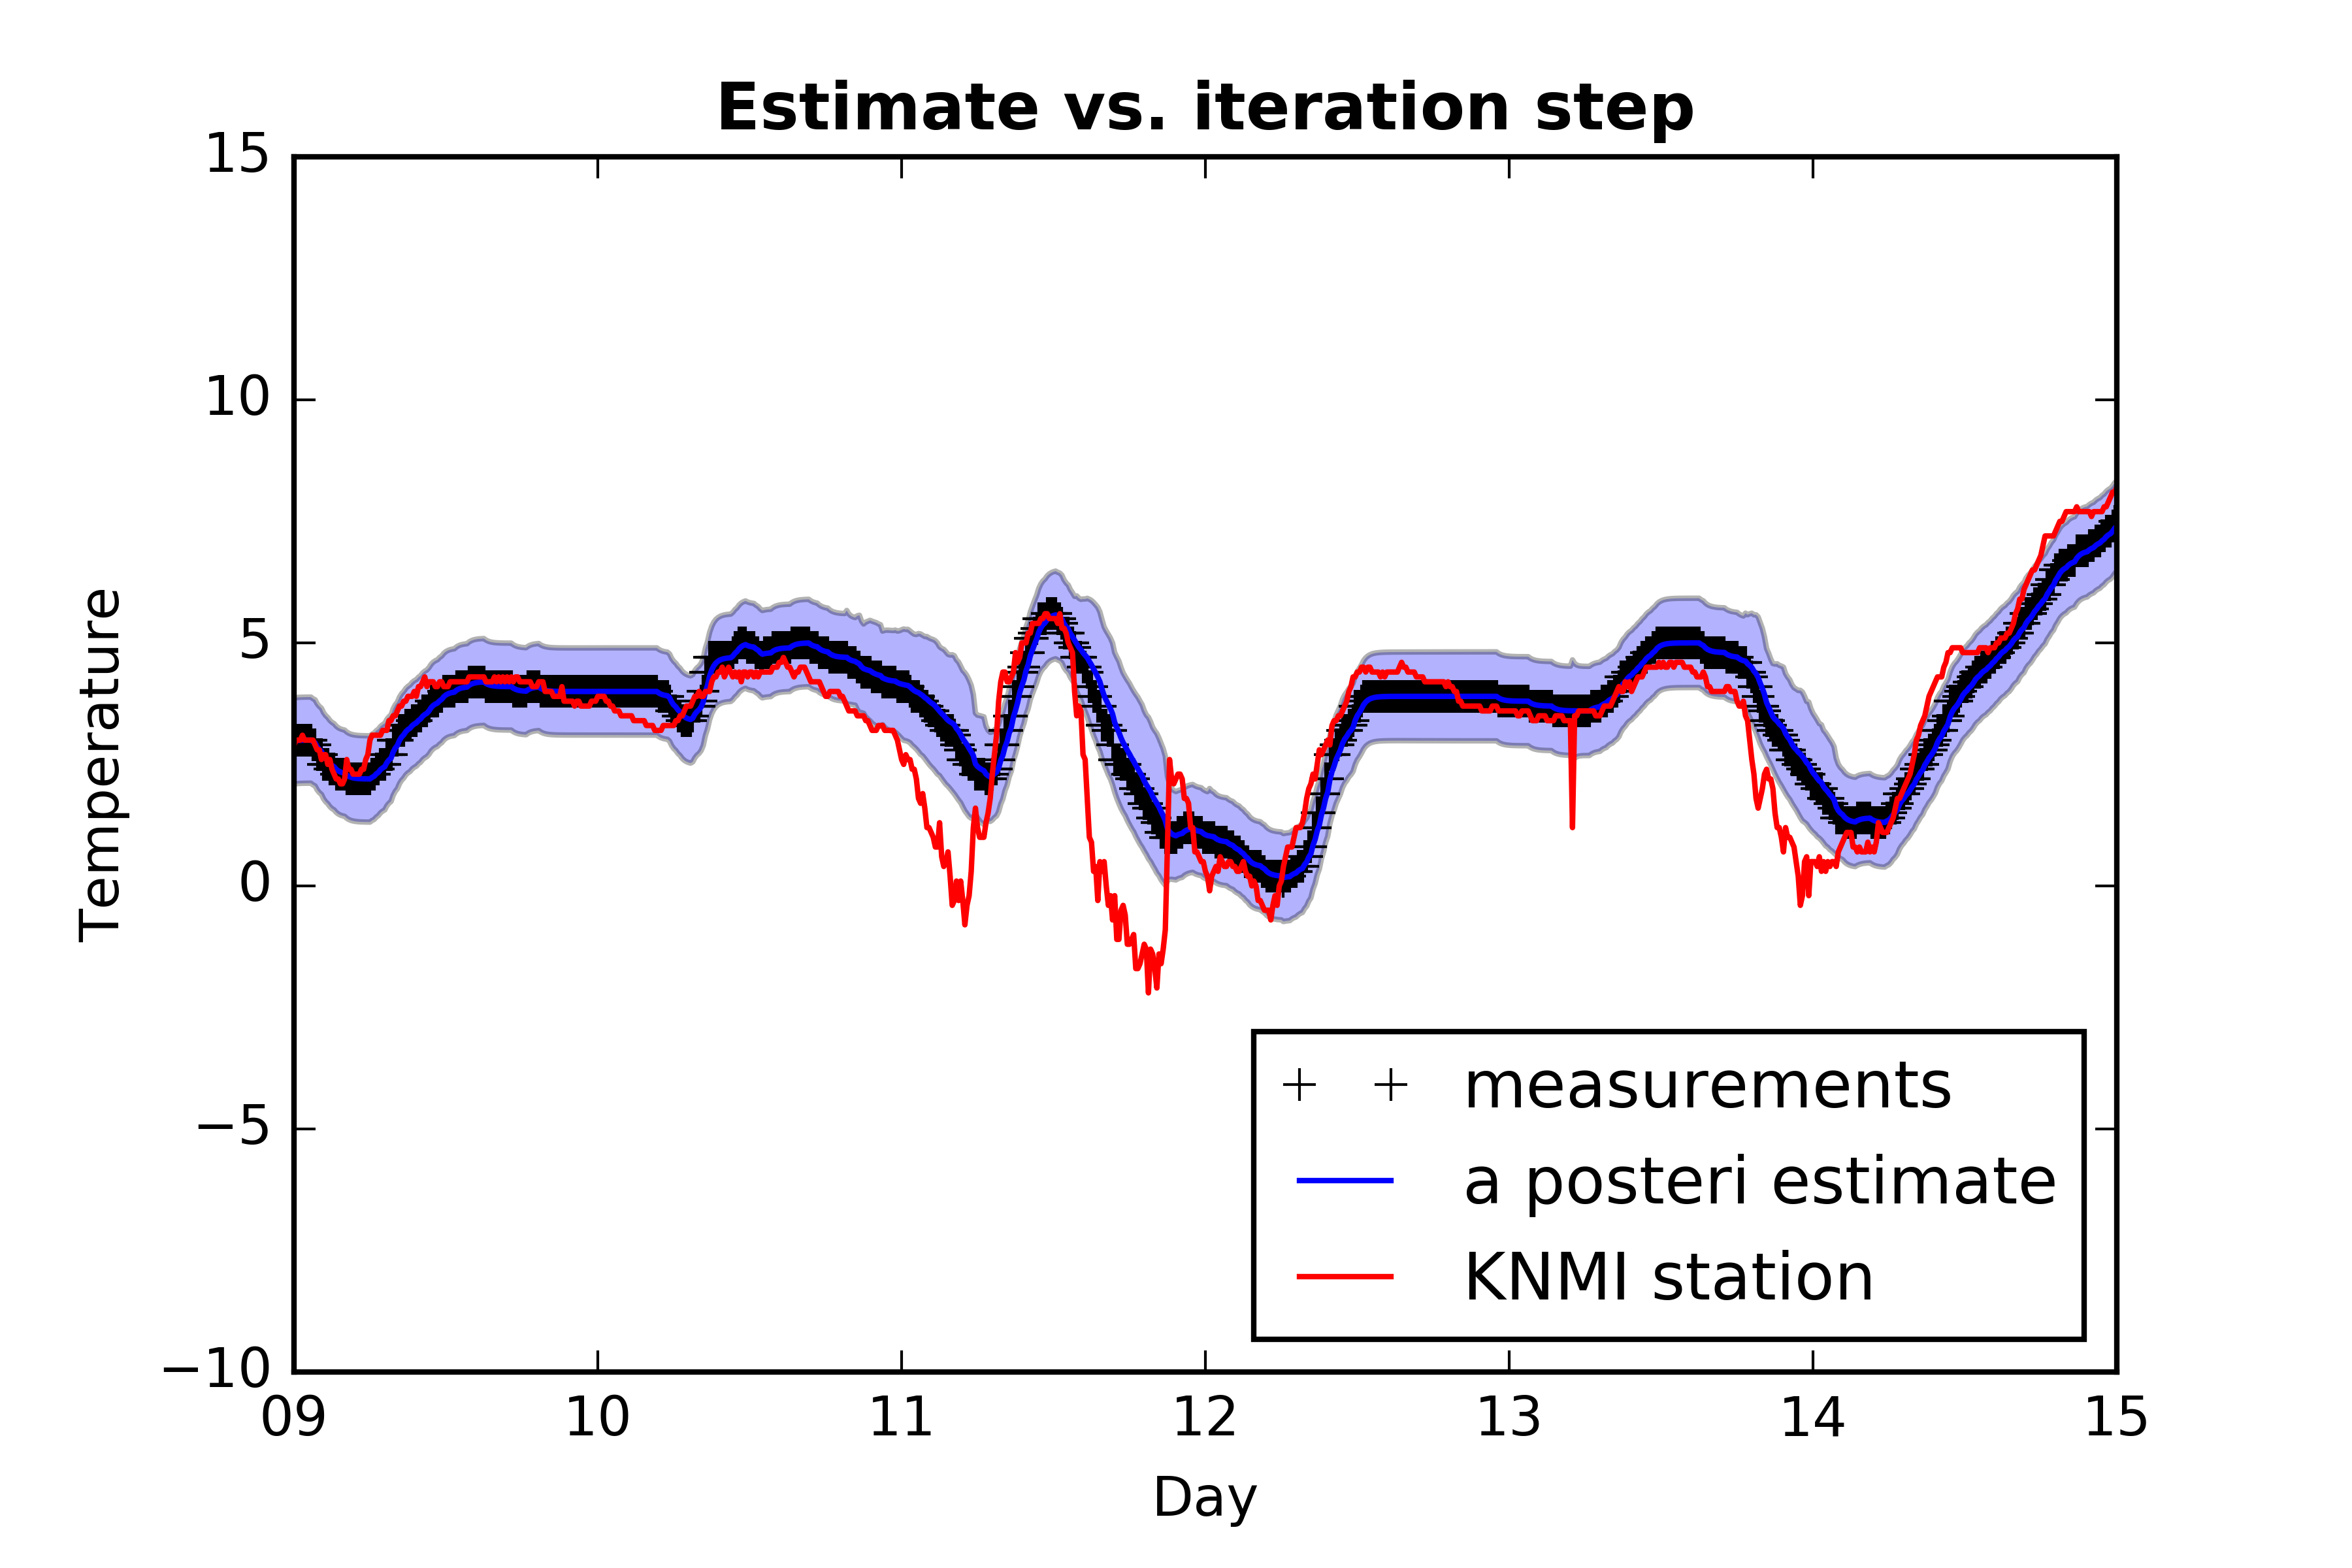 Estimate vs. iteration step
15
10
5
0
−5
−10
Temperature
measurements
a posteri estimate
KNMI station
09 10 11 12 13 14 15
Day